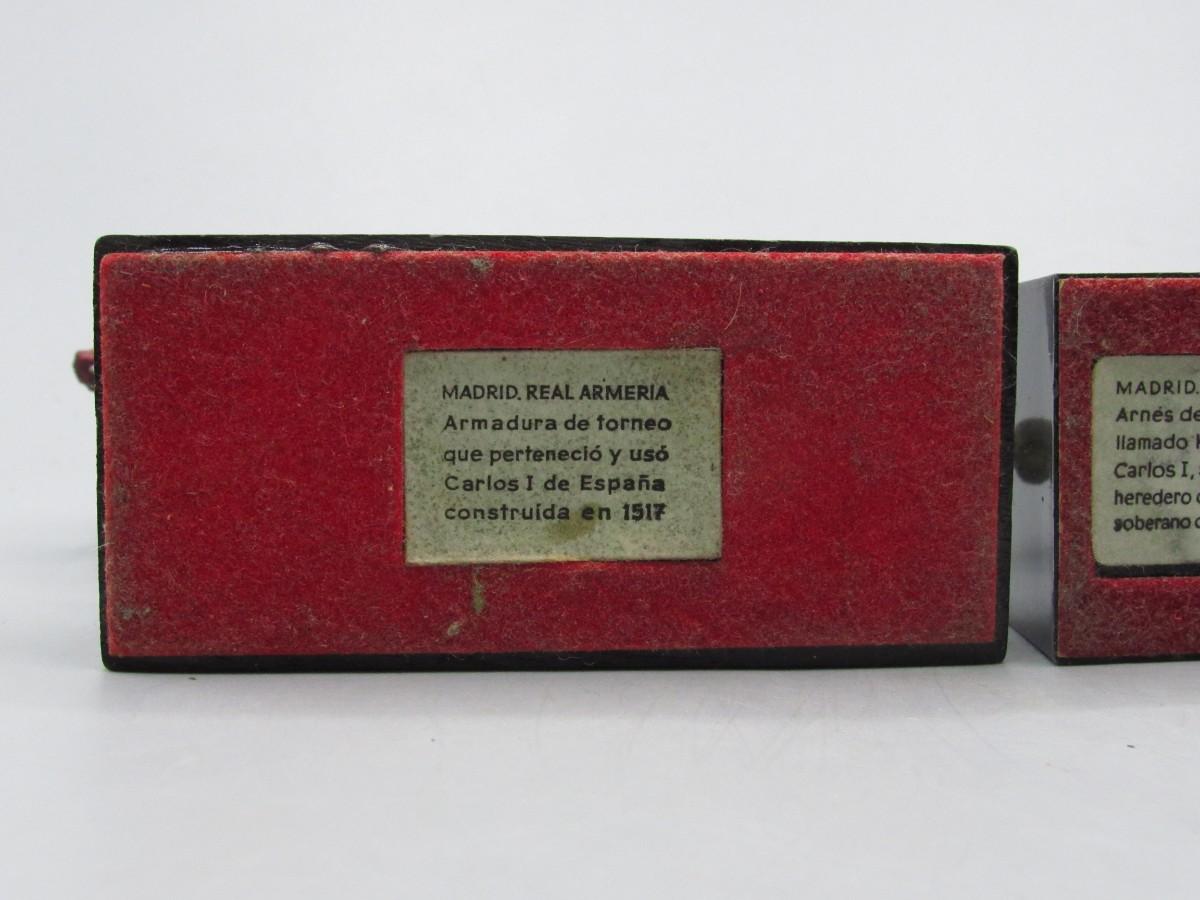 MADRID. REAL ARMERIA
Armadura de torneo
que perteneció y usó
Carlos I de España
construída en 1517
MADRID.
Arnés de
llamado
Carlos I,
heredero
soberano